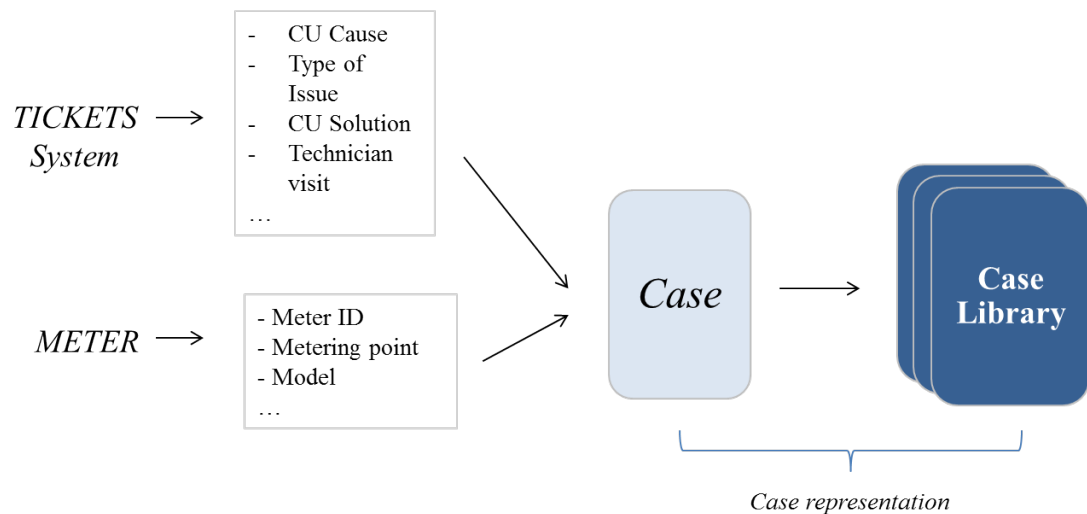 TICKETS
System
- CU Cause
- Type of
Issue
- CU Solution
- Technician
visit
…
METER
- Meter ID
- Metering point
- Model
…
Case
Case
Library
Case representation